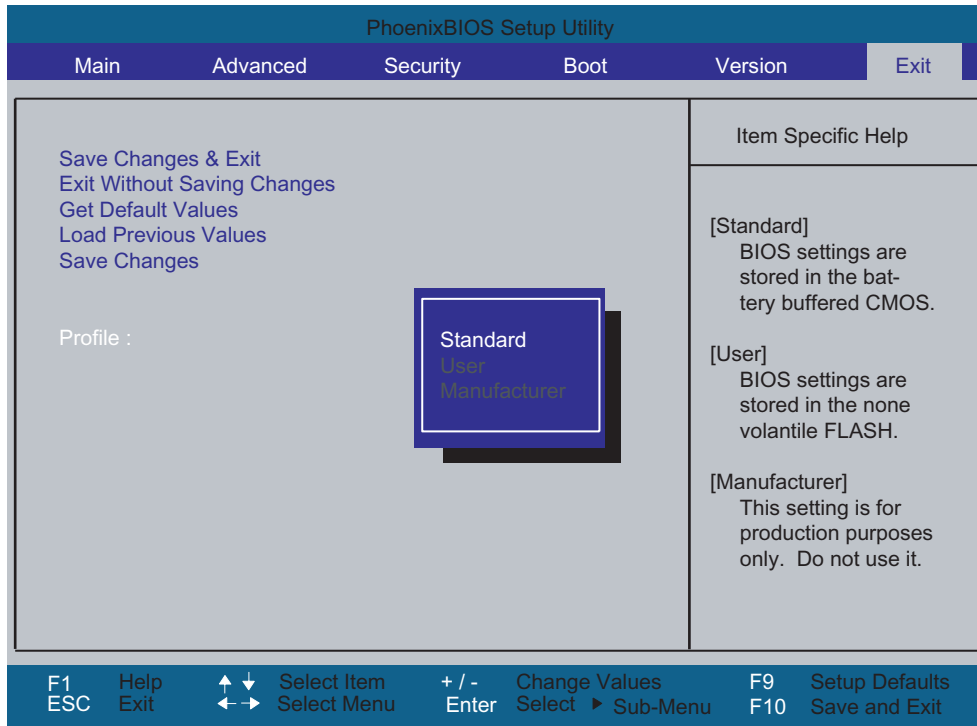 PhoenixBIOS Setup Utility
Main Advanced Security Boot Version Exit
Save Changes & Exit
Exit Without Saving Changes
Get Default Values
Load Previous Values
Save Changes
Profile :
Standard
User
Manufacturer
Item Specific Help
[Standard]
BIOS settings are
stored in the bat-
tery buffered CMOS.
[User]
BIOS settings are
stored in the none
volantile FLASH.
[Manufacturer]
This setting is for
production purposes
only. Do not use it.
F1 Help Select Item + / - Change Values F9 Setup Defaults
ESC Exit Select Menu Enter Select Sub-Menu F10 Save and Exit